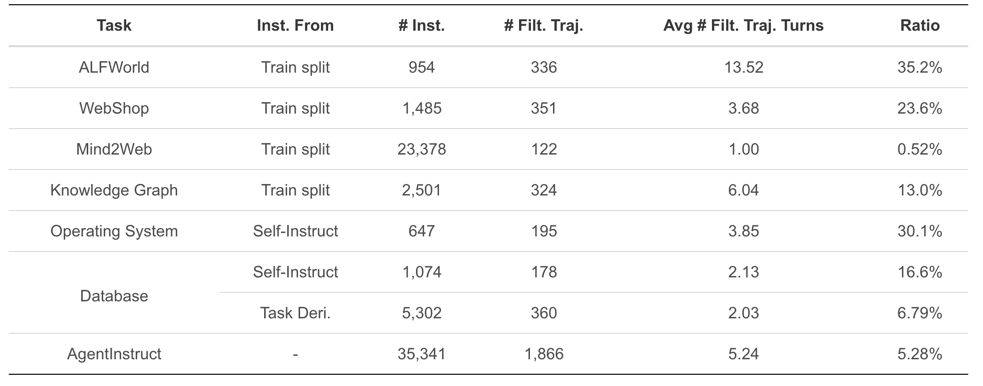 Task Inst. From # Inst. # Filt. Traj. Avg # Filt. Traj. Turns Ratio
ALFWorld Train split 954 336 13.52 35.2%
WebShop Train split 1,485 351 3.68 23.6%
Mind2Web Train split 23,378 122 1.00 0.52%
Knowledge Graph Train split 2,501 324 6.04 13.0%
Operating System Self-Instruct 647 195 3.85 30.1%
Database Self-Instruct 1,074 178 2.13 16.6%
Task Deri. 5,302 360 2.03 6.79%
AgentInstruct - 35,341 1,866 5.24 5.28%